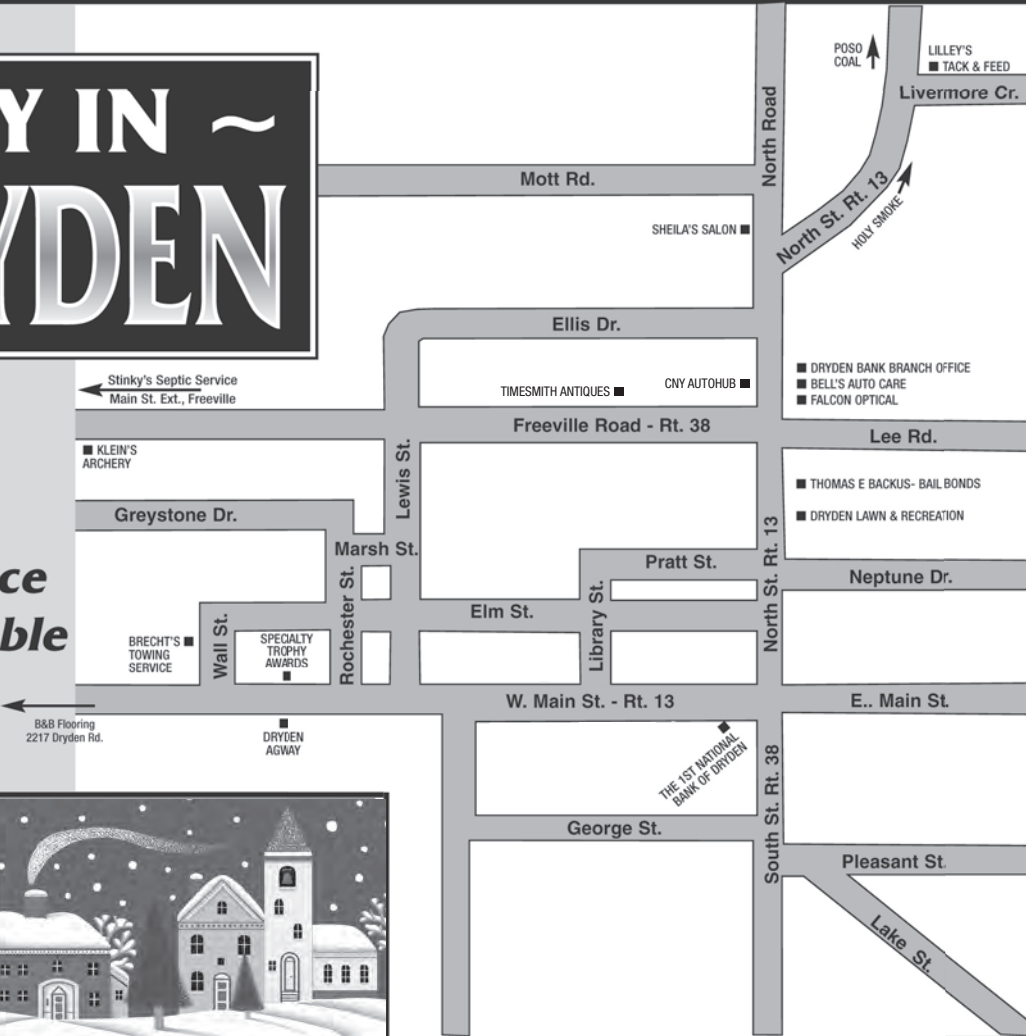 Y IN ~
YDEN
ce
ble
POSO
COAL
LILLEY'S
TACK & FEED
Livermore Cr.
North Road
Mott Rd.
North St. Rt. 13
HOLY SMOKE
SHEILA'S SALON
Ellis Dr.
Stinky's Septic Service
Main St. Ext., Freeville
TIMESMITH ANTIQUES
CNY AUTOHUB
DRYDEN BANK BRANCH OFFICE
BELL'S AUTO CARE
FALCON OPTICAL
Freeville Road - Rt. 38
Lee Rd.
KLEIN'S
ARCHERY
Lewis St.
THOMAS E BACKUS- BAIL BONDS
DRYDEN LAWN & RECREATION
Greystone Dr.
Marsh St.
Pratt St.
North St. Rt. 13
Neptune Dr.
Rochester St.
Elm St.
Library St.
Wall St.
BRECHT'S
TOWING
SERVICE
SPECIALTY
TROPHY
AWARDS
W. Main St. - Rt. 13
E.. Main St.
B&B Flooring
2217 Dryden Rd.
DRYDEN
AGWAY
THE 1ST NATIONAL
BANK OF DRYDEN
South St. Rt. 38
George St.
Pleasant St.
Lake St.